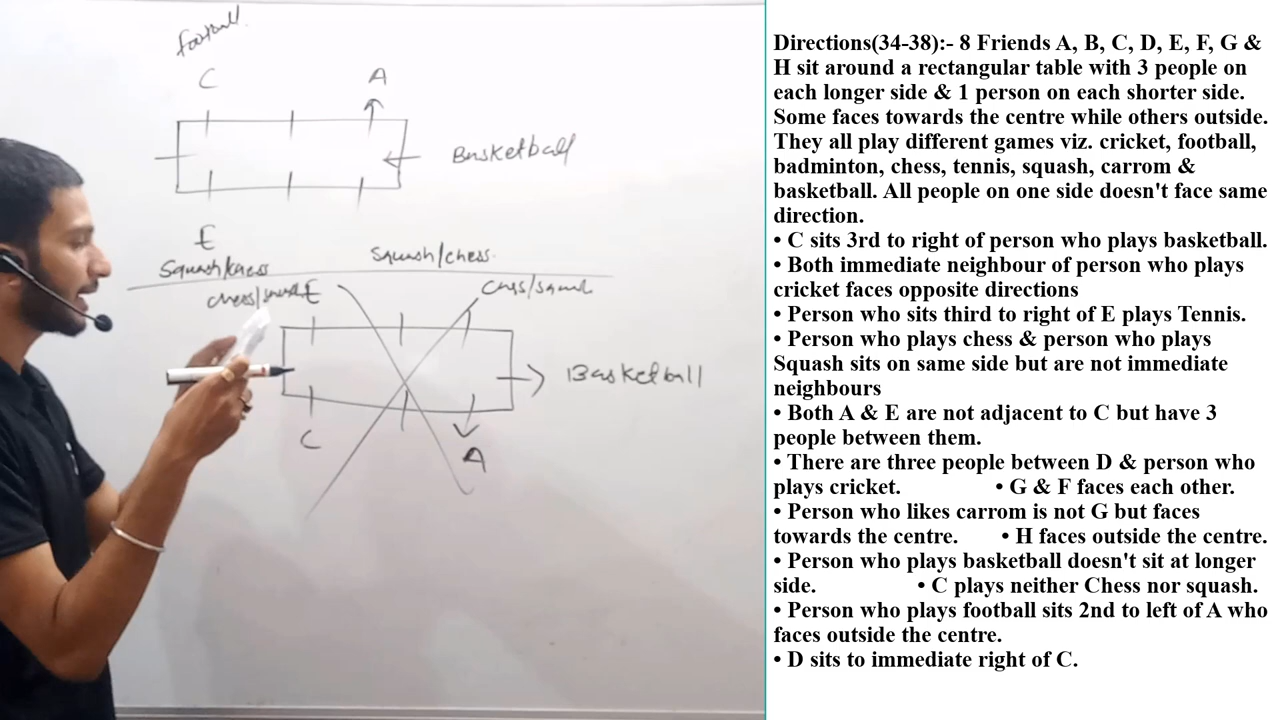 football
C
A
Basketball
E
Squash/chess
Squash/chess
chess/squash E
Chess/squash
Basketball
C
A
Directions(34-38):- 8 Friends A, B, C, D, E, F, G &
H sit around a rectangular table with 3 people on
each longer side & 1 person on each shorter side.
Some faces towards the centre while others outside.
They all play different games viz. cricket, football,
badminton, chess, tennis, squash, carrom &
basketball. All people on one side doesn't face same
direction.
• C sits 3rd to right of person who plays basketball.
• Both immediate neighbour of person who plays
cricket faces opposite directions
• Person who sits third to right of E plays Tennis.
• Person who plays chess & person who plays
Squash sits on same side but are not immediate
neighbours
• Both A & E are not adjacent to C but have 3
people between them.
• There are three people between D & person who
plays cricket. • G & F faces each other.
• Person who likes carrom is not G but faces
towards the centre. • H faces outside the centre.
• Person who plays basketball doesn't sit at longer
side. • C plays neither Chess nor squash.
• Person who plays football sits 2nd to left of A who
faces outside the centre.
• D sits to immediate right of C.